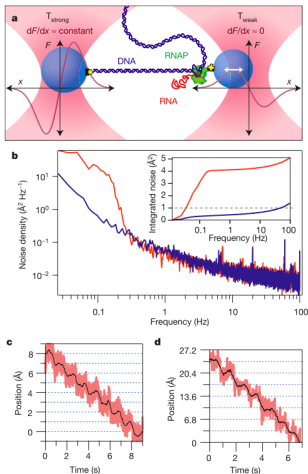 a
T strong
T weak
dF/dx ≈ constant
dF/dx ≈ 0
F
F
DNA
RNAP
RNA
x
x
b
Noise density (Å² Hz⁻¹)
10¹
10⁰
10⁻¹
10⁻²
0.1
1
10
100
Frequency (Hz)
Integrated noise (Å²)
5
4
3
2
1
0
0.1
1
10
100
Frequency (Hz)
c
Position (Å)
8
6
4
2
0
0
2
4
6
8
Time (s)
d
Position (Å)
27.2
20.4
13.6
6.8
0
0
2
4
6
Time (s)